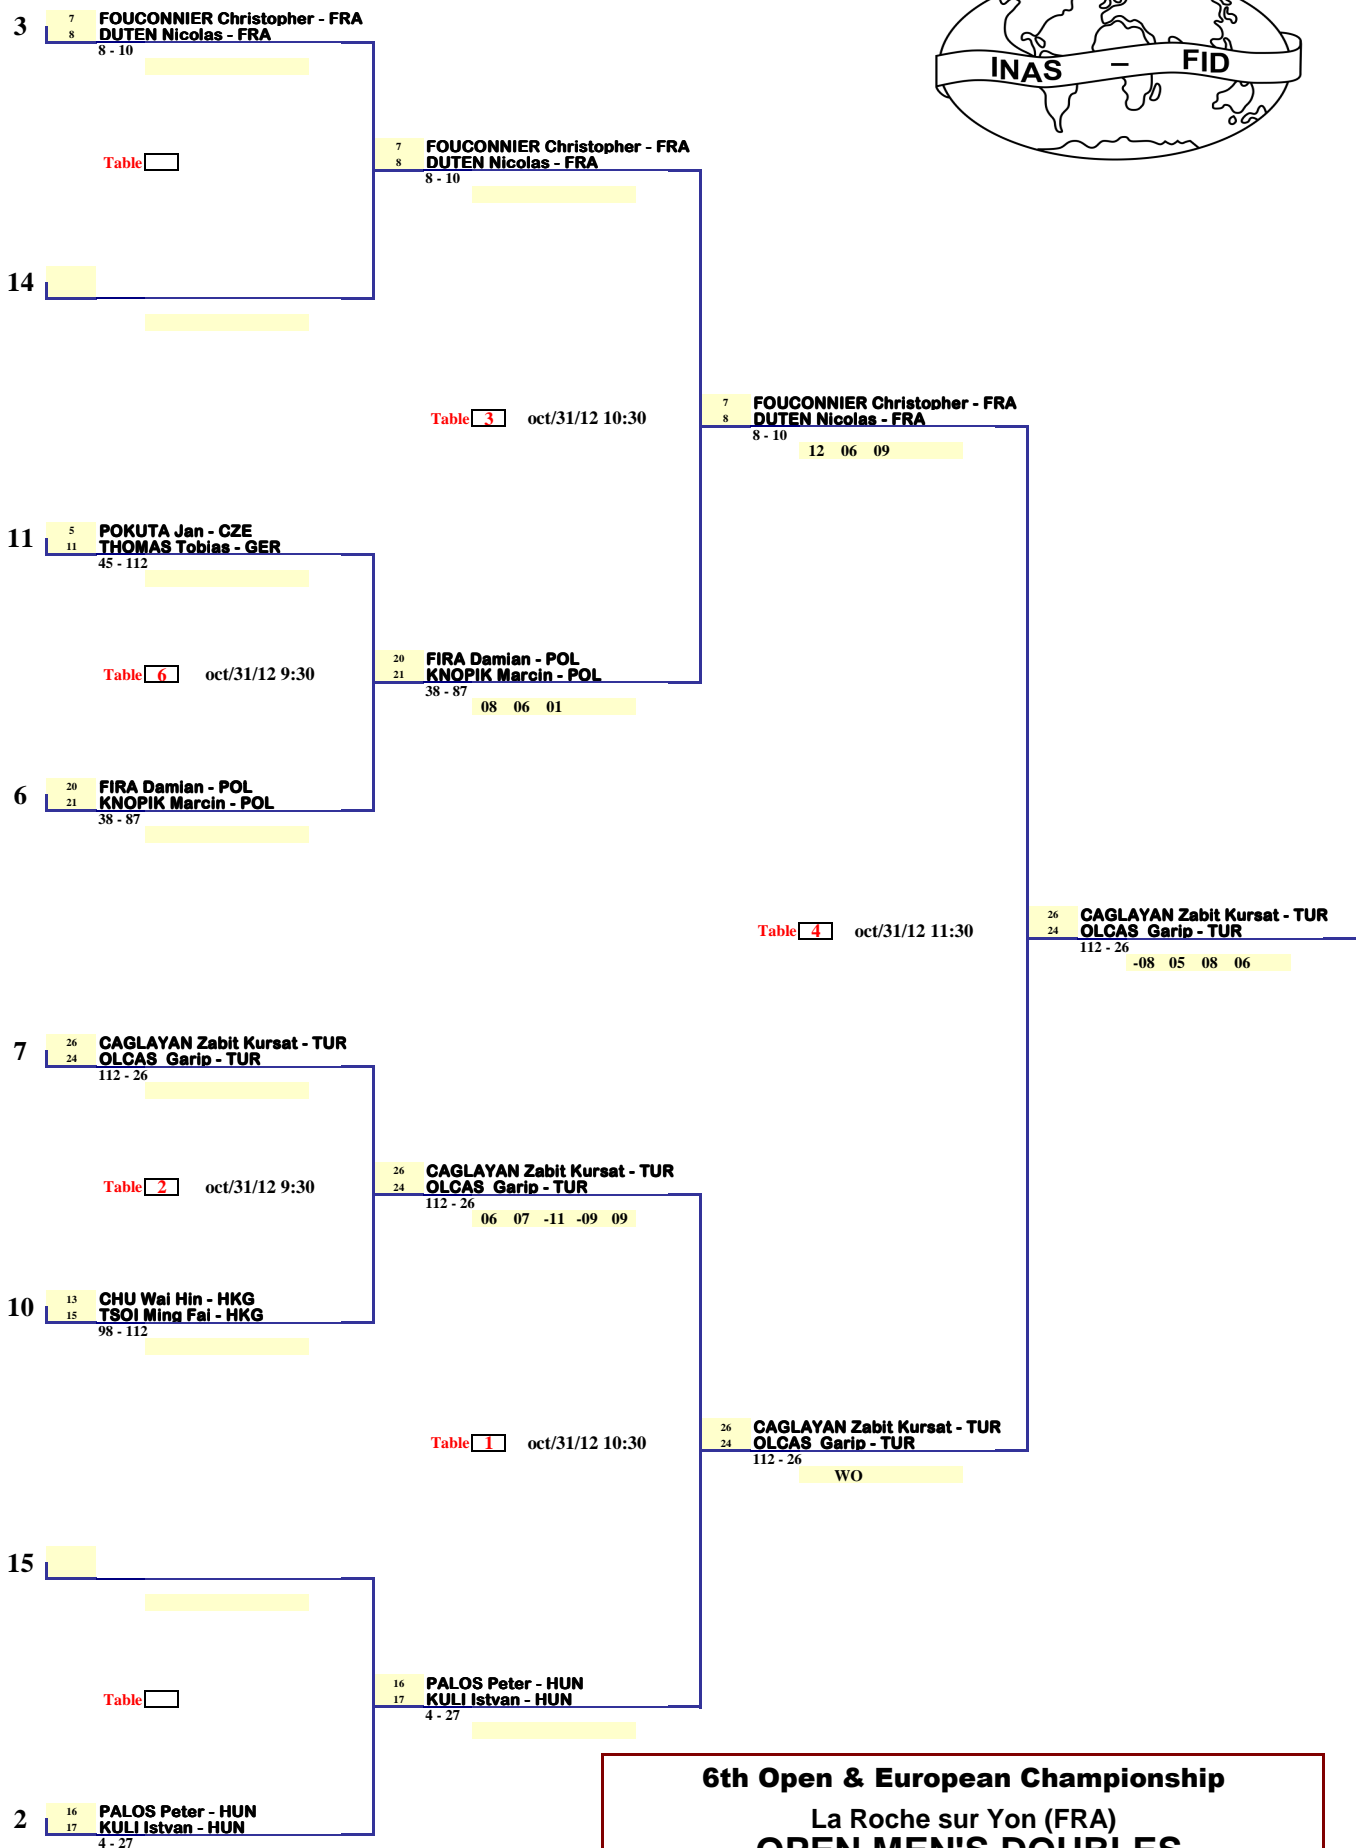 INAS – FID
3
7 FOUCONNIER Christopher - FRA
8 DUTEN Nicolas - FRA
8 - 10
7 FOUCONNIER Christopher - FRA
Table
8 DUTEN Nicolas - FRA
8 - 10
14
7 FOUCONNIER Christopher - FRA
Table 3 oct/31/12 10:30
8 DUTEN Nicolas - FRA
8 - 10
12 06 09
11
5 POKUTA Jan - CZE
11 THOMAS Tobias - GER
45 - 112
20 FIRA Damian - POL
Table 6 oct/31/12 9:30
21 KNOPIK Marcin - POL
38 - 87
08 06 01
6
20 FIRA Damian - POL
21 KNOPIK Marcin - POL
38 - 87
26 CAGLAYAN Zabit Kursat - TUR
Table 4 oct/31/12 11:30
24 OLCAS Garip - TUR
112 - 26
-08 05 08 06
7
26 CAGLAYAN Zabit Kursat - TUR
24 OLCAS Garip - TUR
112 - 26
26 CAGLAYAN Zabit Kursat - TUR
Table 2 oct/31/12 9:30
24 OLCAS Garip - TUR
112 - 26
06 07 -11 -09 09
10
13 CHU Wai Hin - HKG
15 TSOI Ming Fai - HKG
98 - 112
26 CAGLAYAN Zabit Kursat - TUR
Table 1 oct/31/12 10:30
24 OLCAS Garip - TUR
112 - 26
WO
15
16 PALOS Peter - HUN
Table
17 KULI Istvan - HUN
4 - 27
2
16 PALOS Peter - HUN
17 KULI Istvan - HUN
4 - 27
6th Open & European Championship
La Roche sur Yon (FRA)
OPEN MEN'S DOUBLES